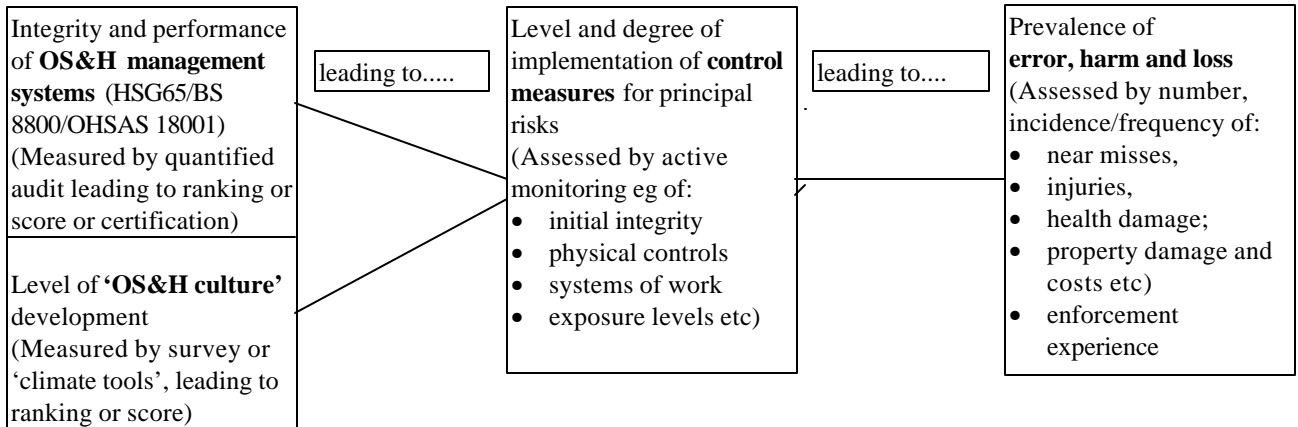 Integrity and performance
of OS&H management
systems (HSG65/BS
8800/OHSAS 18001)
(Measured by quantified
audit leading to ranking or
score or certification)
Level of ‘OS&H culture’
development
(Measured by survey or
‘climate tools’, leading to
ranking or score)
leading to.....
Level and degree of
implementation of control
measures for principal
risks
(Assessed by active
monitoring eg of:
• initial integrity
• physical controls
• systems of work
• exposure levels etc)
leading to....
Prevalence of
error, harm and loss
(Assessed by number,
incidence/frequency of:
• near misses,
• injuries,
• health damage;
• property damage and
costs etc)
• enforcement
experience